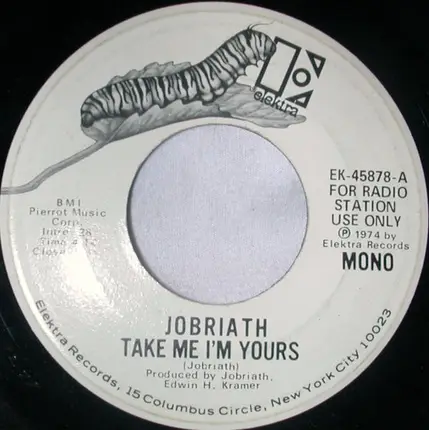 elektra
EK-45878-A
FOR RADIO
STATION
USE ONLY
Ⓟ 1974 by
Elektra Records
MONO
BMI
Pierrot Music
Corp.
JOBRIATH
TAKE ME I'M YOURS
(Jobriath)
Produced by Jobriath,
Edwin H. Kramer
Elektra Records, 15 Columbus Circle, New York City 10023